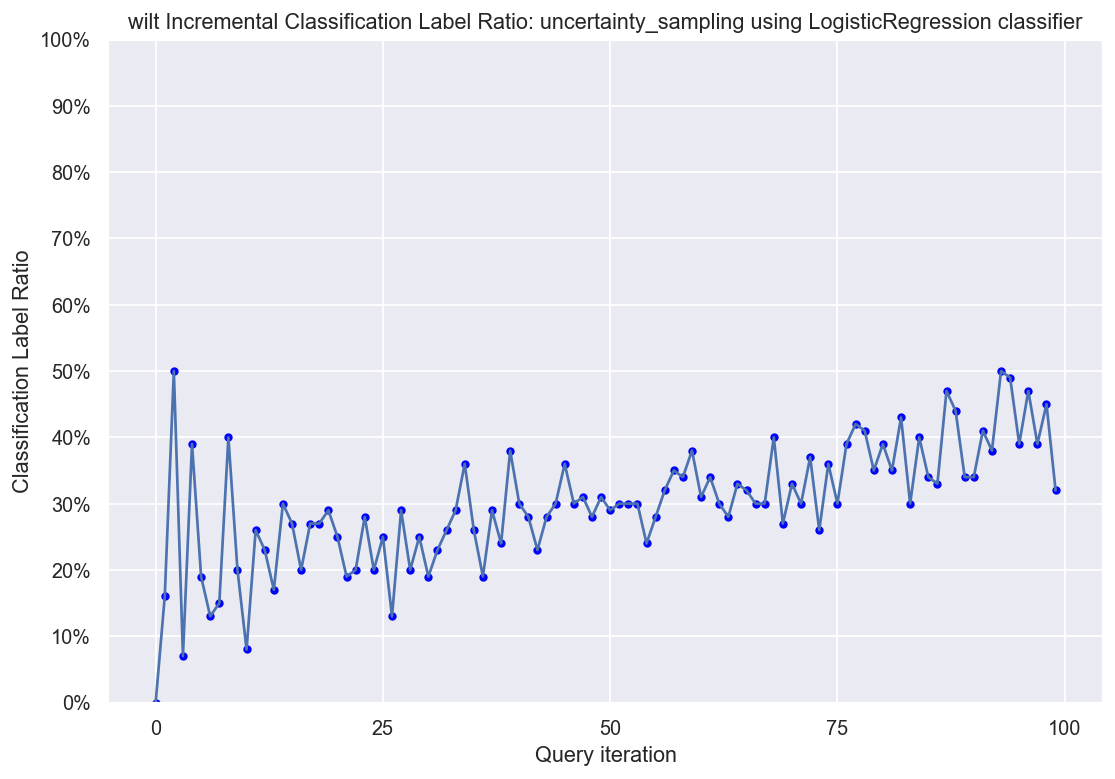 wilt Incremental Classification Label Ratio: uncertainty_sampling using LogisticRegression classifier
100%
90%
80%
70%
60%
50%
40%
30%
20%
10%
0%
Classification Label Ratio
0 25 50 75 100
Query iteration